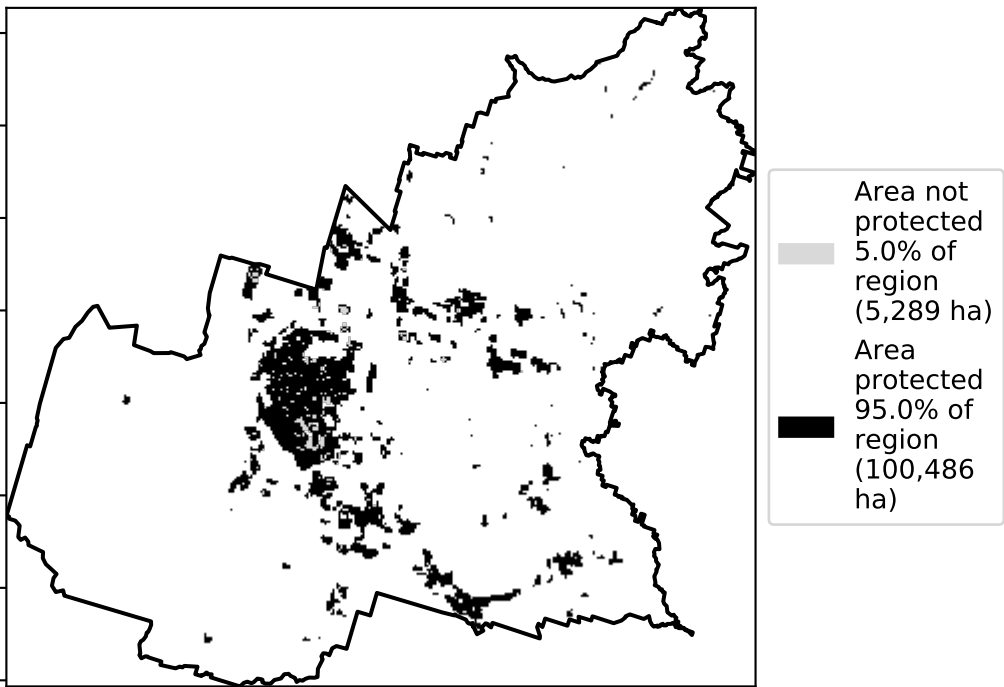 Area not
protected
5.0% of
region
(5,289 ha)
Area
protected
95.0% of
region
(100,486
ha)